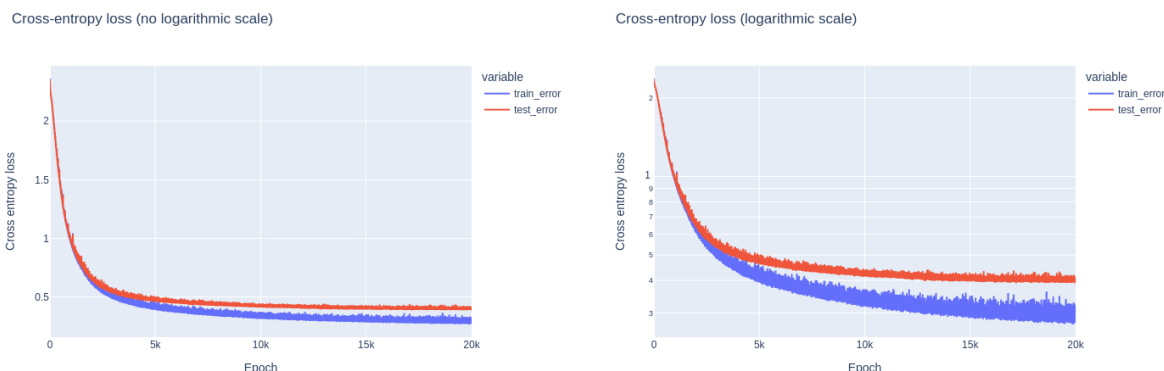 Cross-entropy loss (no logarithmic scale)
variable
train_error
test_error
2
1.5
1
0.5
Cross entropy loss
0
5k
10k
15k
20k
Epoch
Cross-entropy loss (logarithmic scale)
variable
train_error
test_error
2
1
9
8
7
6
5
4
3
Cross entropy loss
0
5k
10k
15k
20k
Epoch